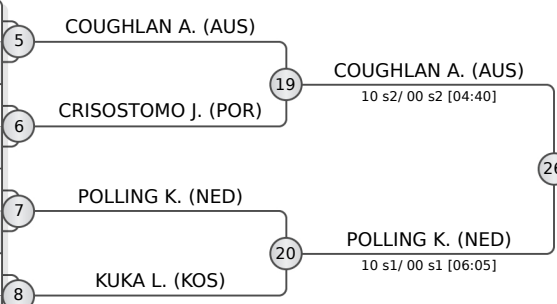 COUGHLAN A. (AUS)
5
19
COUGHLAN A. (AUS)
10 s2/ 00 s2 [04:40]
CRISOSTOMO J. (POR)
6
26
POLLING K. (NED)
7
20
POLLING K. (NED)
10 s1/ 00 s1 [06:05]
KUKA L. (KOS)
8